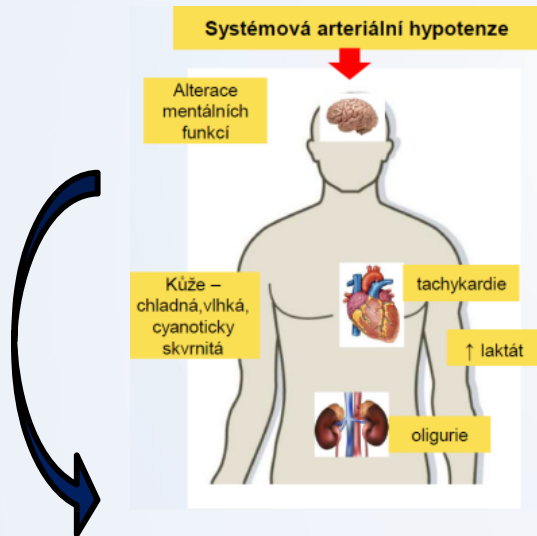 Systémová arteriální hypotenze
Alterace
mentálních
funkcí
Kůže –
chladná,vlhká,
cyanoticky
skvrnitá
tachykardie
↑ laktát
oligurie